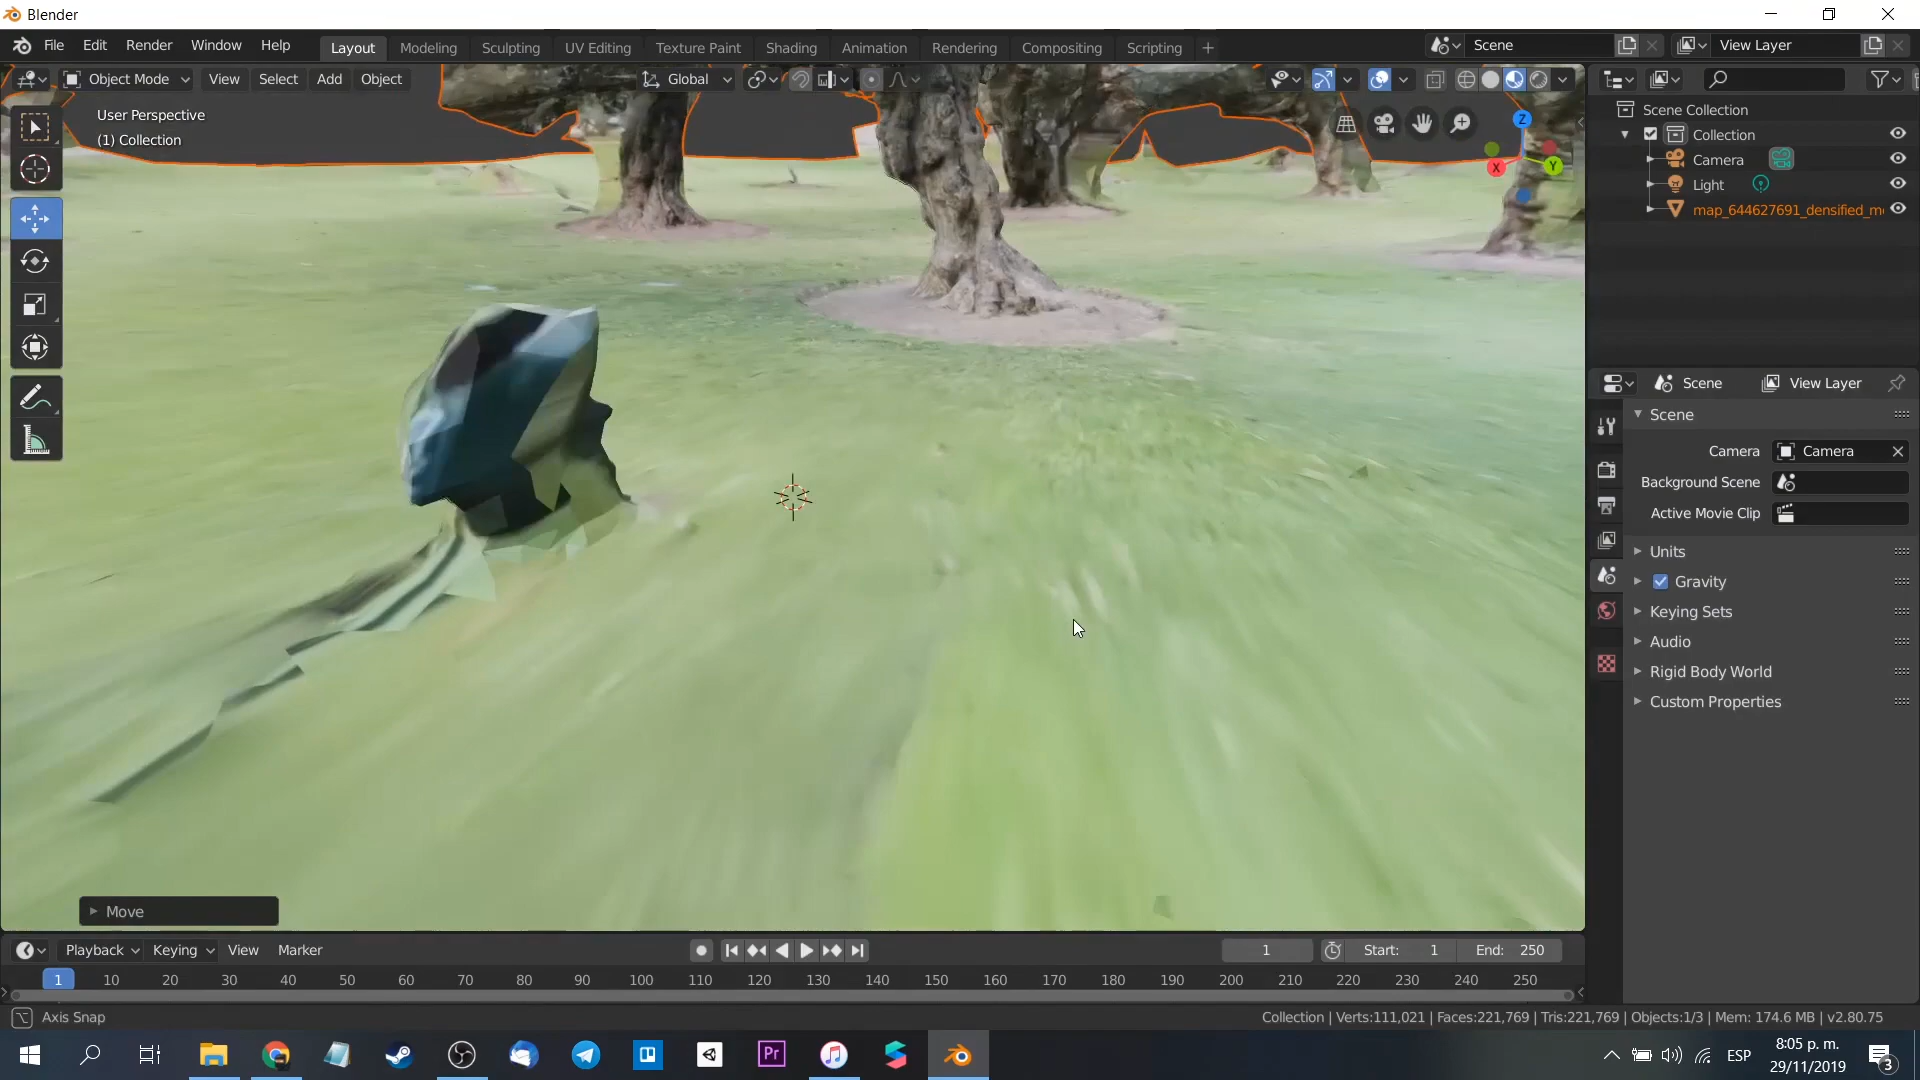 Blender
File Edit Render Window Help Layout Modeling Sculpting UV Editing Texture Paint Shading Animation Rendering Compositing Scripting + Scene View Layer
Object Mode View Select Add Object Global
User Perspective
(1) Collection
Z
X
Y
Scene Collection
Collection
Camera
Light
map_644627691_densified_m
Scene View Layer
Scene
Camera Camera
Background Scene
Active Movie Clip
Units
Gravity
Keying Sets
Audio
Rigid Body World
Custom Properties
Move
Playback Keying View Marker 1 Start: 1 End: 250
1 10 20 30 40 50 60 70 80 90 100 110 120 130 140 150 160 170 180 190 200 210 220 230 240 250
Axis Snap Collection | Verts:111,021 | Faces:221,769 | Tris:221,769 | Objects:1/3 | Mem: 174.6 MB | v2.80.75
Pr ESP 8:05 p. m.
29/11/2019 3